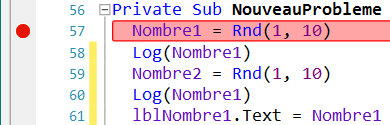 56 Private Sub NouveauProbleme
57 Nombre1 = Rnd(1, 10)
58 Log(Nombre1)
59 Nombre2 = Rnd(1, 10)
60 Log(Nombre1)
61 lblNombre1.Text = Nombre1